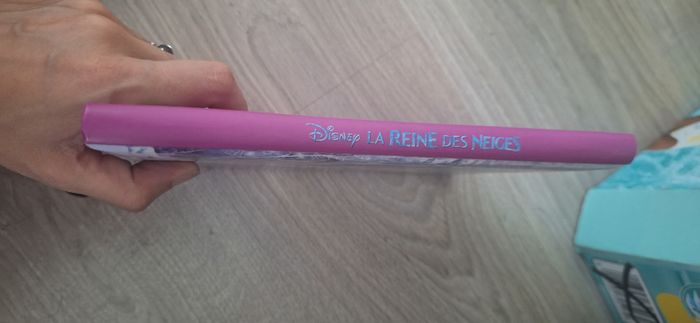 Disney LA REINE DES NEIGES